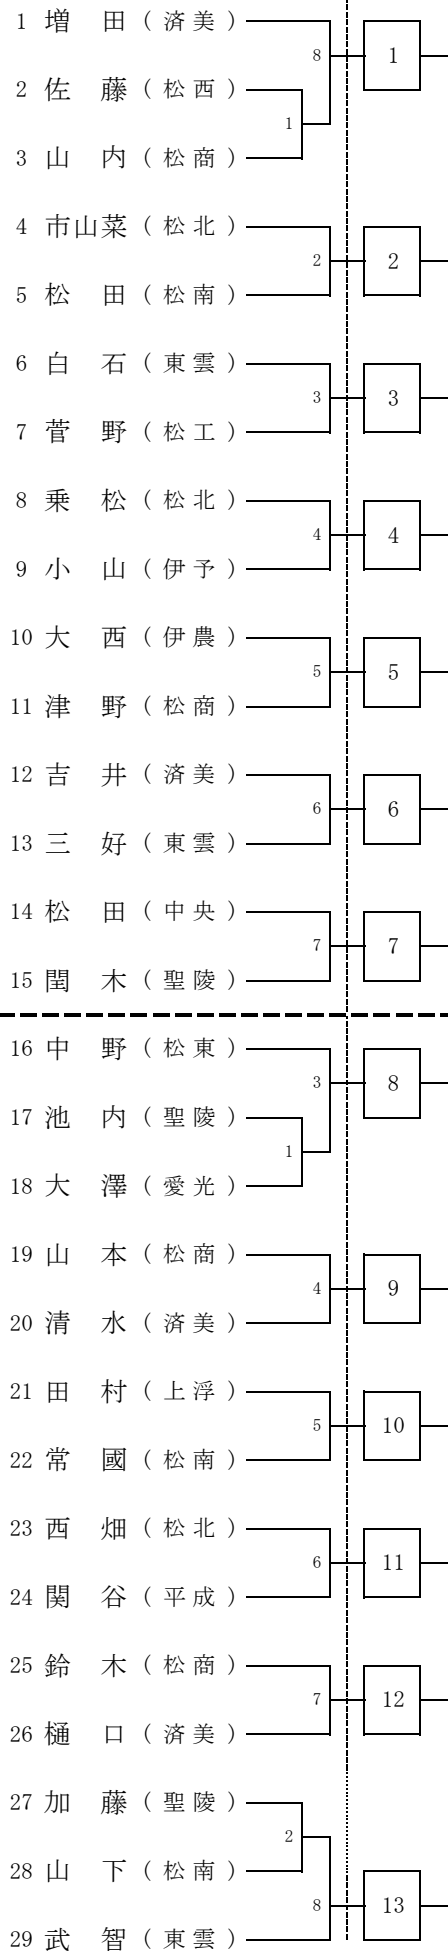 1 増 田 ( 済 美 )
8
1
2 佐 藤 ( 松 西 )
1
3 山 内 ( 松 商 )
4 市山菜 ( 松 北 )
2
2
5 松 田 ( 松 南 )
6 白 石 ( 東 雲 )
3
3
7 菅 野 ( 松 工 )
8 乗 松 ( 松 北 )
4
4
9 小 山 ( 伊 予 )
10 大 西 ( 伊 農 )
5
5
11 津 野 ( 松 商 )
12 吉 井 ( 済 美 )
6
6
13 三 好 ( 東 雲 )
14 松 田 ( 中 央 )
7
7
15 閏 木 ( 聖 陵 )
16 中 野 ( 松 東 )
3
8
17 池 内 ( 聖 陵 )
1
18 大 澤 ( 愛 光 )
19 山 本 ( 松 商 )
4
9
20 清 水 ( 済 美 )
21 田 村 ( 上 浮 )
5
10
22 常 國 ( 松 南 )
23 西 畑 ( 松 北 )
6
11
24 関 谷 ( 平 成 )
25 鈴 木 ( 松 商 )
7
12
26 樋 口 ( 済 美 )
27 加 藤 ( 聖 陵 )
2
28 山 下 ( 松 南 )
8
13
29 武 智 ( 東 雲 )